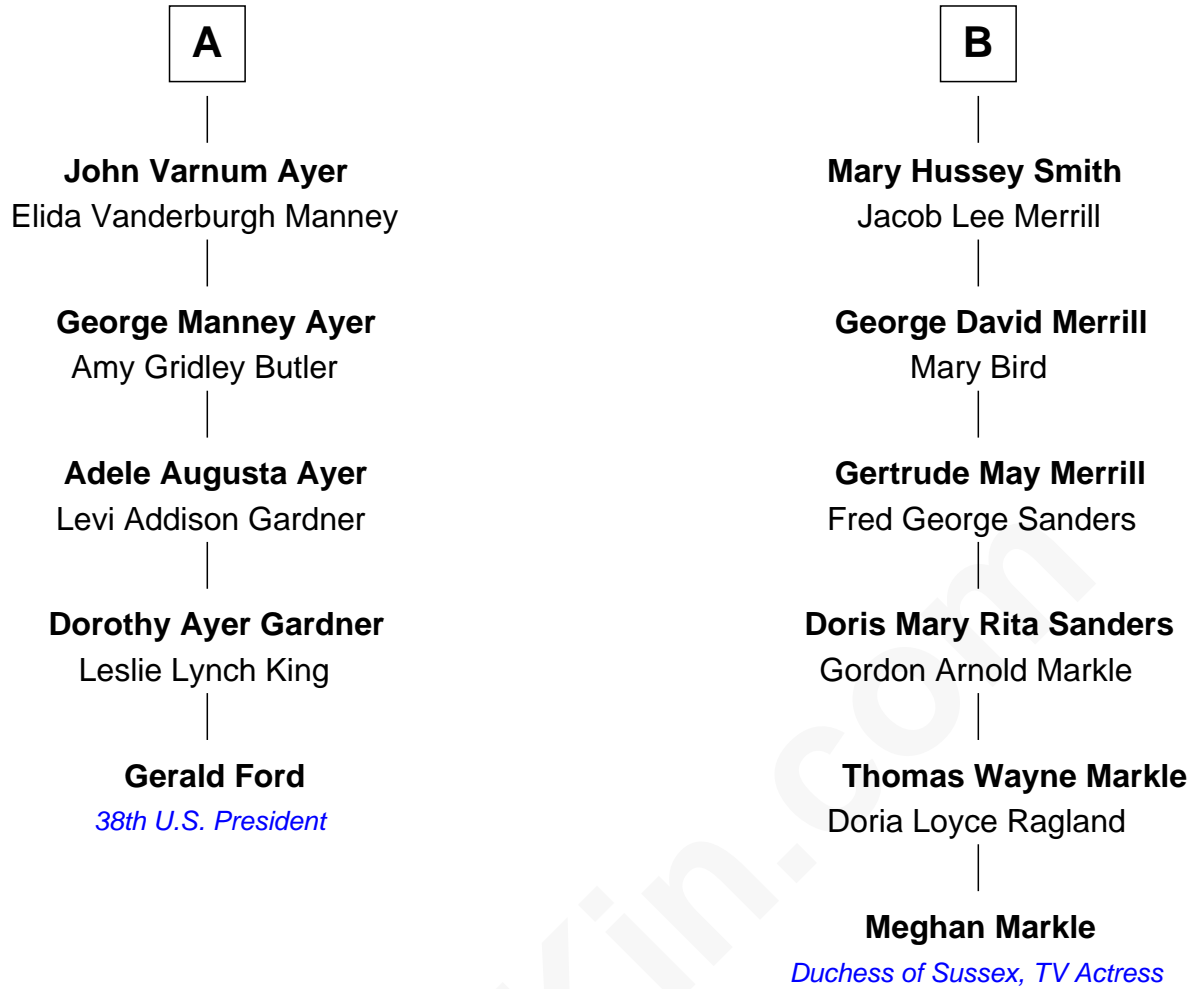 A
John Varnum Ayer
Elida Vanderburgh Manney
George Manney Ayer
Amy Gridley Butler
Adele Augusta Ayer
Levi Addison Gardner
Dorothy Ayer Gardner
Leslie Lynch King
Gerald Ford
38th U.S. President
B
Mary Hussey Smith
Jacob Lee Merrill
George David Merrill
Mary Bird
Gertrude May Merrill
Fred George Sanders
Doris Mary Rita Sanders
Gordon Arnold Markle
Thomas Wayne Markle
Doria Loyce Ragland
Meghan Markle
Duchess of Sussex, TV Actress
Kin.com